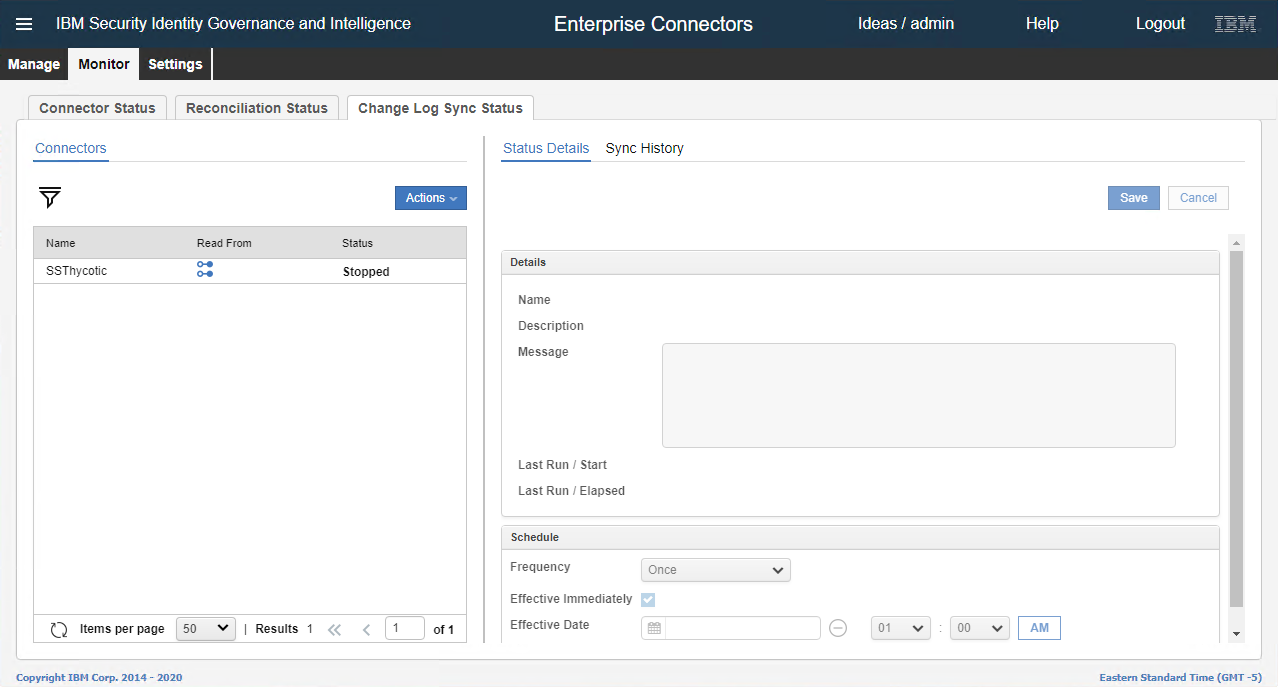 IBM Security Identity Governance and Intelligence
Enterprise Connectors
Ideas / admin
Help
Logout
IBM
Manage
Monitor
Settings
Connector Status
Reconciliation Status
Change Log Sync Status
Connectors
Actions
Name
Read From
Status
SSThycotic
Stopped
Items per page
50
| Results 1
1
of 1
Status Details
Sync History
Save
Cancel
Details
Name
Description
Message
Last Run / Start
Last Run / Elapsed
Schedule
Frequency
Once
Effective Immediately
Effective Date
01
:
00
AM
Copyright IBM Corp. 2014 - 2020
Eastern Standard Time (GMT -5)